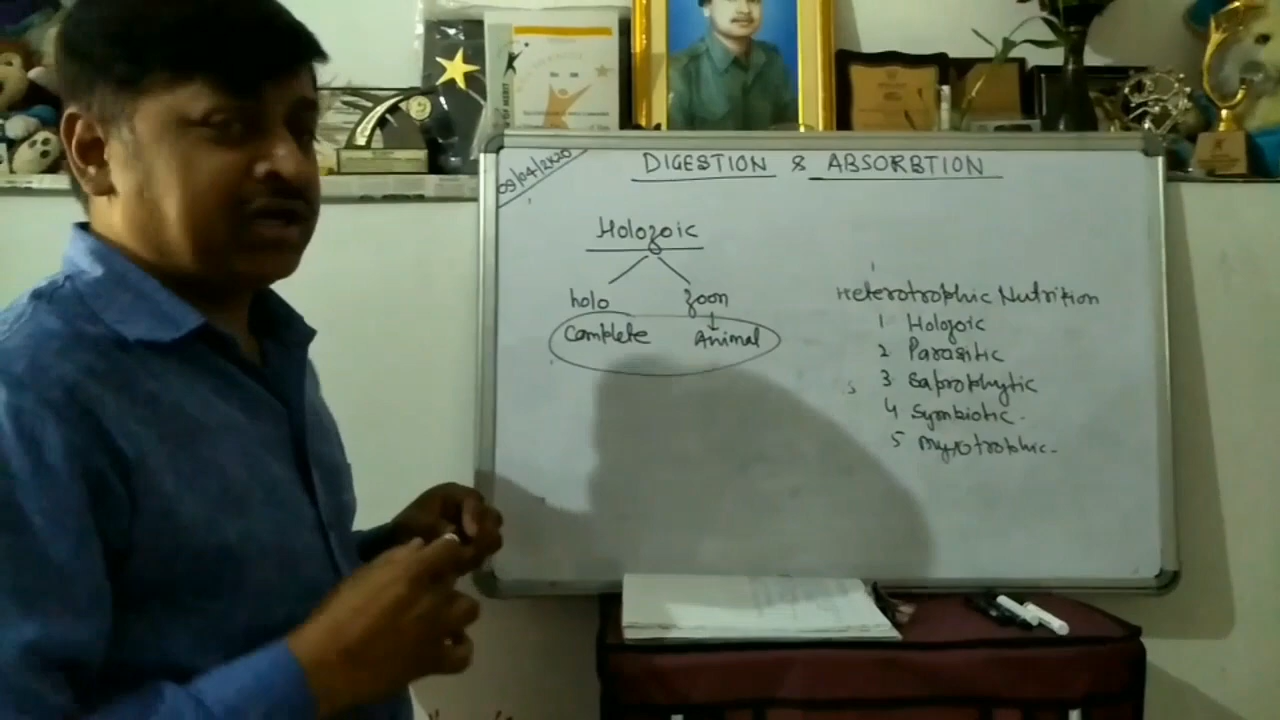 09/04/2020
DIGESTION & ABSORBTION
Holozoic
holo zoon
Complete Animal
Heterotrophic Nutrition
1 Holozoic
2 Parasitic
3 Saprophytic
4 Symbiotic.
5 Myxotrophic.